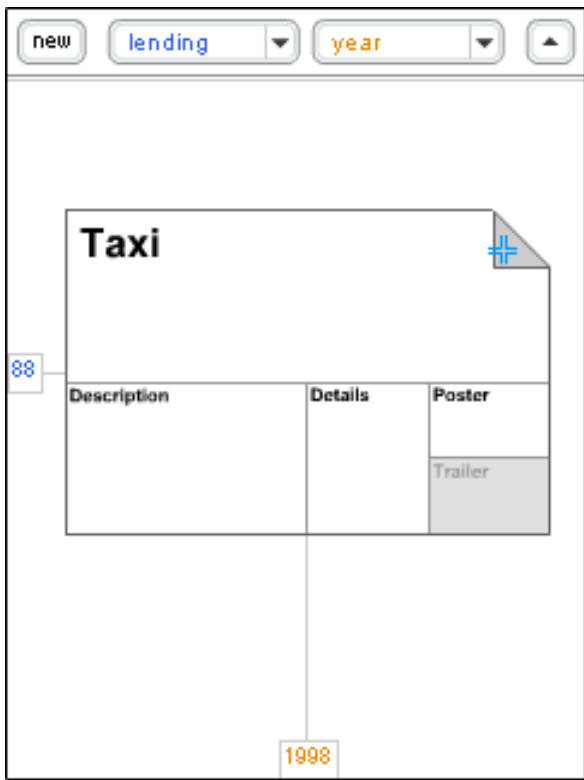 new lending year
Taxi
88
Description Details Poster
Trailer
1998